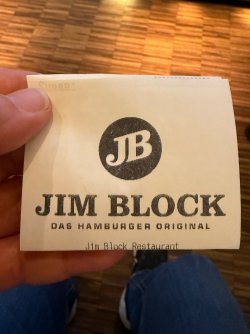 JB
JIM BLOCK
DAS HAMBURGER ORIGINAL
Jim Block Restaurant